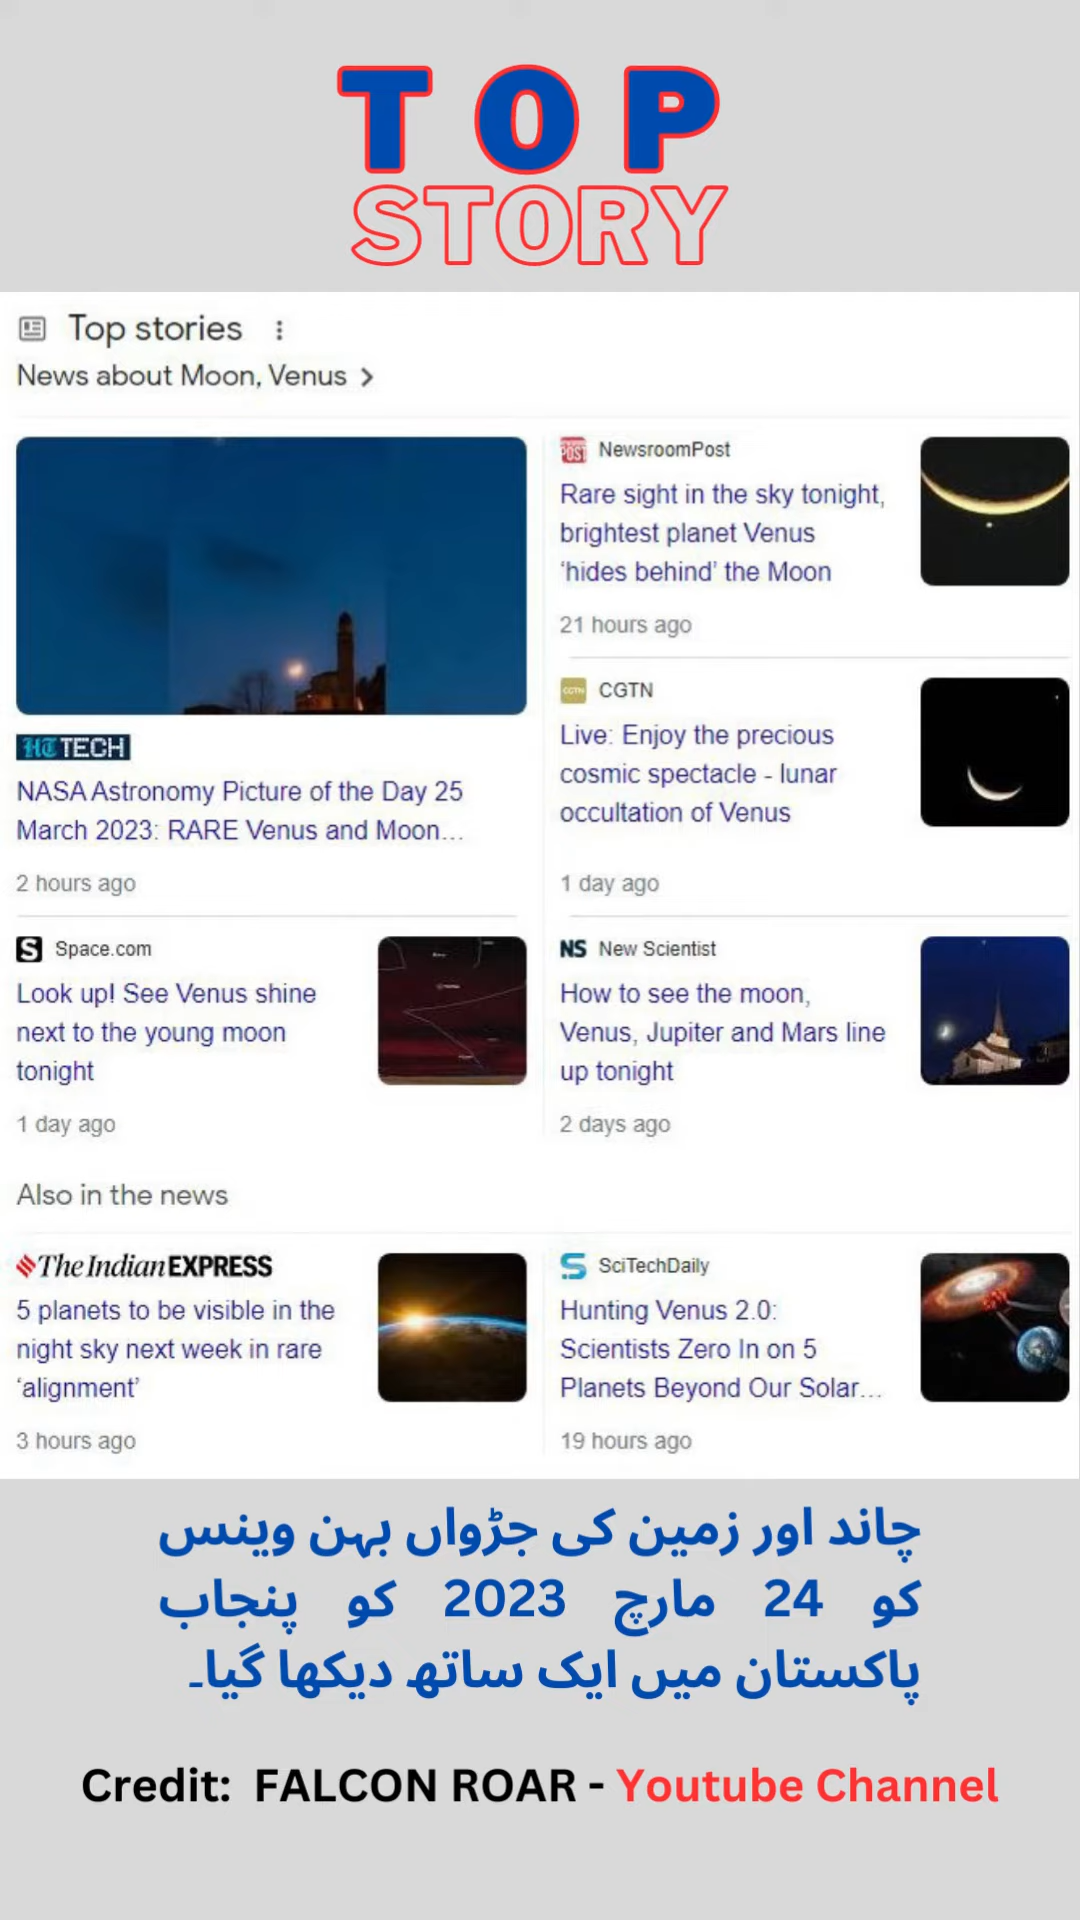 TOP
STORY
Top stories
News about Moon, Venus
HT TECH
NASA Astronomy Picture of the Day 25
March 2023: RARE Venus and Moon...
2 hours ago
POST
NewsroomPost
Rare sight in the sky tonight,
brightest planet Venus
‘hides behind’ the Moon
21 hours ago
CGTN
CGTN
Live: Enjoy the precious
cosmic spectacle - lunar
occultation of Venus
1 day ago
S Space.com
Look up! See Venus shine
next to the young moon
tonight
1 day ago
NS New Scientist
How to see the moon,
Venus, Jupiter and Mars line
up tonight
2 days ago
Also in the news
The Indian EXPRESS
5 planets to be visible in the
night sky next week in rare
‘alignment’
3 hours ago
S SciTechDaily
Hunting Venus 2.0:
Scientists Zero In on 5
Planets Beyond Our Solar...
19 hours ago
چاند اور زمین کی جڑواں بہن وینس
کو 24 مارچ 2023 کو پنجاب
پاکستان میں ایک ساتھ دیکھا گیا۔
Credit: FALCON ROAR - Youtube Channel